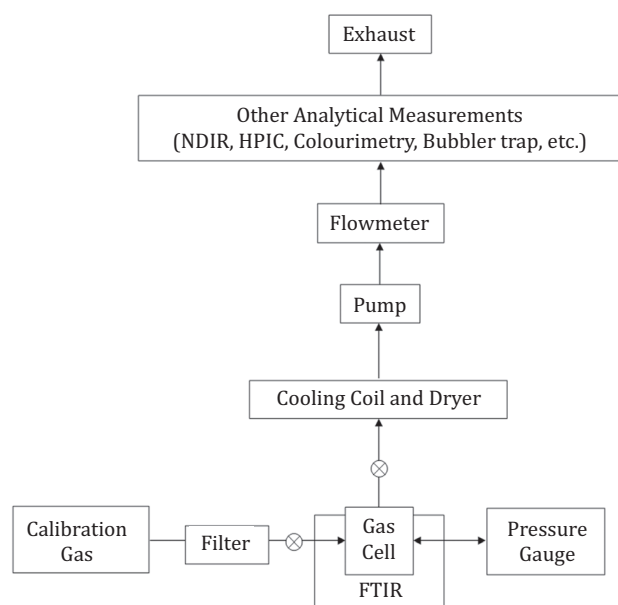 Exhaust
Other Analytical Measurements
(NDIR, HPIC, Colourimetry, Bubbler trap, etc.)
Flowmeter
Pump
Cooling Coil and Dryer
Calibration
Gas
Filter
Gas
Cell
FTIR
Pressure
Gauge